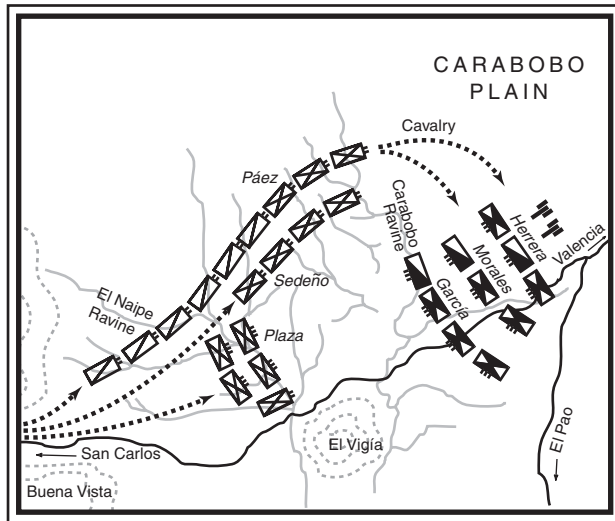 CARABOBO
PLAIN
Cavalry
Páez
Carabobo
Ravine
Herrera
Valencia
Morales
García
Sedeño
El Naipe
Ravine
Plaza
El Vigía
El Pao
San Carlos
Buena Vista